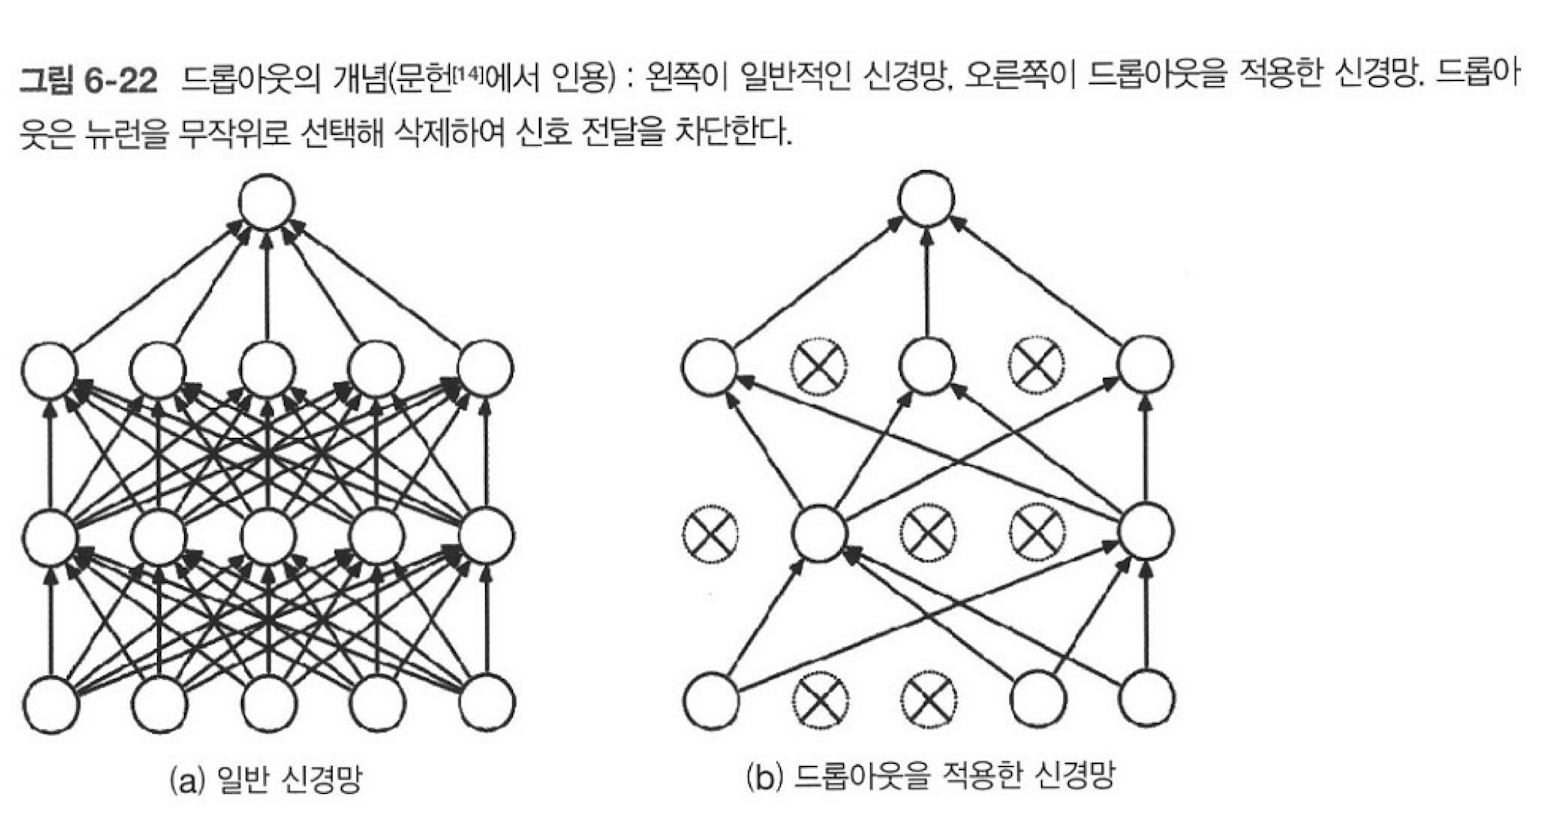 그림 6-22 드롭아웃의 개념(문헌[14]에서 인용) : 왼쪽이 일반적인 신경망, 오른쪽이 드롭아웃을 적용한 신경망. 드롭아
웃은 뉴런을 무작위로 선택해 삭제하여 신호 전달을 차단한다.
(a) 일반 신경망
(b) 드롭아웃을 적용한 신경망